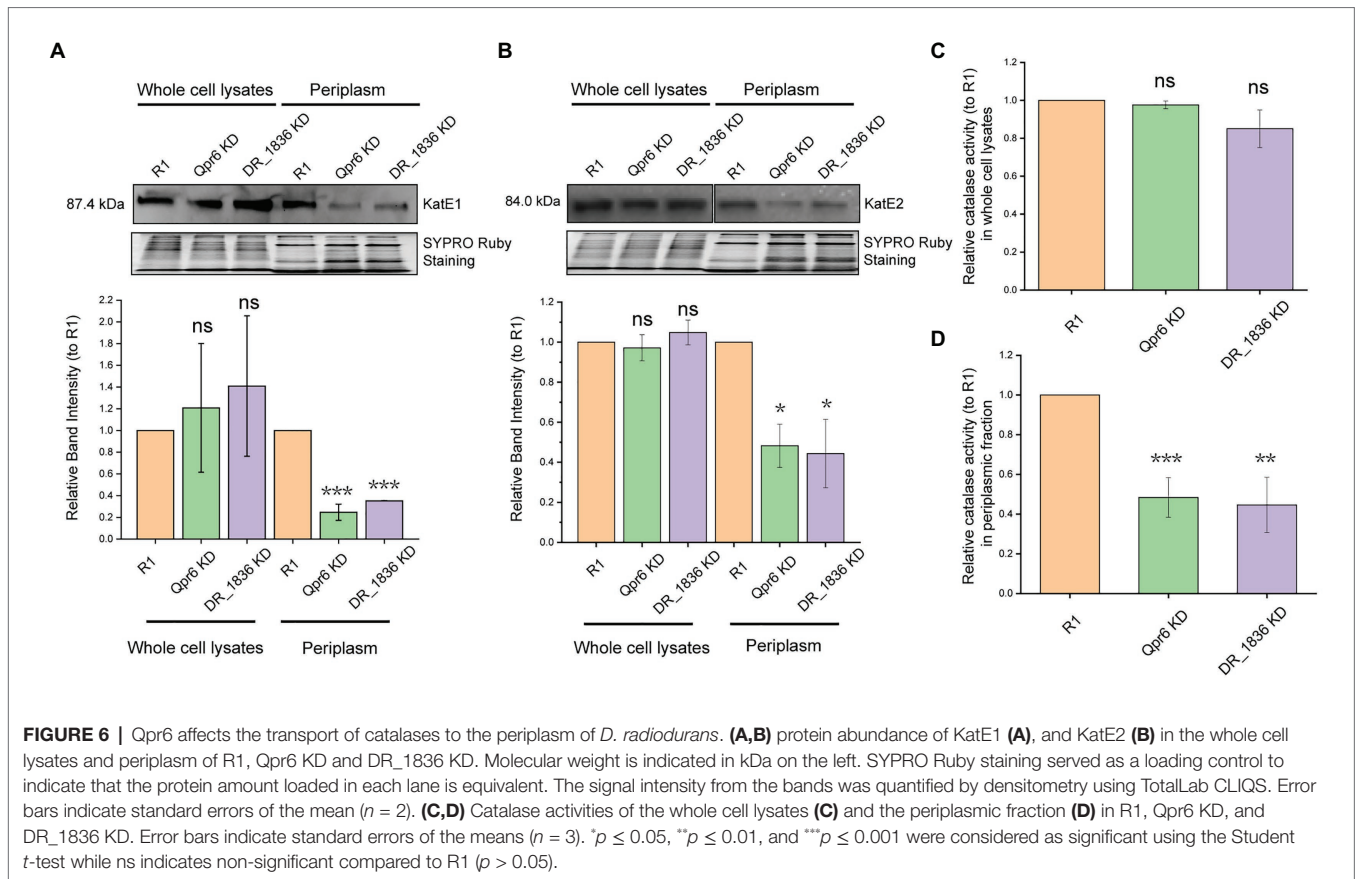 A
Whole cell lysates Periplasm
R1 Qpr6 KD DR_1836 KD R1 Qpr6 KD DR_1836 KD
87.4 kDa KatE1
SYPRO Ruby
Staining
Relative Band Intensity (to R1)
2.2
2.0
1.8
1.6
1.4
1.2
1.0
0.8
0.6
0.4
0.2
0.0
ns ns *** ***
R1 Qpr6 KD DR_1836 KD R1 Qpr6 KD DR_1836 KD
Whole cell lysates Periplasm
B
Whole cell lysates Periplasm
R1 Qpr6 KD DR_1836 KD R1 Qpr6 KD DR_1836 KD
84.0 kDa KatE2
SYPRO Ruby
Staining
Relative Band Intensity (to R1)
1.2
1.0
0.8
0.6
0.4
0.2
0.0
ns ns * *
R1 Qpr6 KD DR_1836 KD R1 Qpr6 KD DR_1836 KD
Whole cell lysates Periplasm
C
Relative catalase activity (to R1)
in whole cell lysates
1.2
1.0
0.8
0.6
0.4
0.2
0.0
ns ns
R1 Qpr6 KD DR_1836 KD
D
Relative catalase activity (to R1)
in periplasmic fraction
1.2
1.0
0.8
0.6
0.4
0.2
0.0
*** **
R1 Qpr6 KD DR_1836 KD
FIGURE 6 | Qpr6 affects the transport of catalases to the periplasm of D. radiodurans. (A,B) protein abundance of KatE1 (A), and KatE2 (B) in the whole cell
lysates and periplasm of R1, Qpr6 KD and DR_1836 KD. Molecular weight is indicated in kDa on the left. SYPRO Ruby staining served as a loading control to
indicate that the protein amount loaded in each lane is equivalent. The signal intensity from the bands was quantified by densitometry using TotalLab CLIQS. Error
bars indicate standard errors of the mean (n = 2). (C,D) Catalase activities of the whole cell lysates (C) and the periplasmic fraction (D) in R1, Qpr6 KD, and
DR_1836 KD. Error bars indicate standard errors of the means (n = 3). *p ≤ 0.05, **p ≤ 0.01, and ***p ≤ 0.001 were considered as significant using the Student
t-test while ns indicates non-significant compared to R1 (p > 0.05).